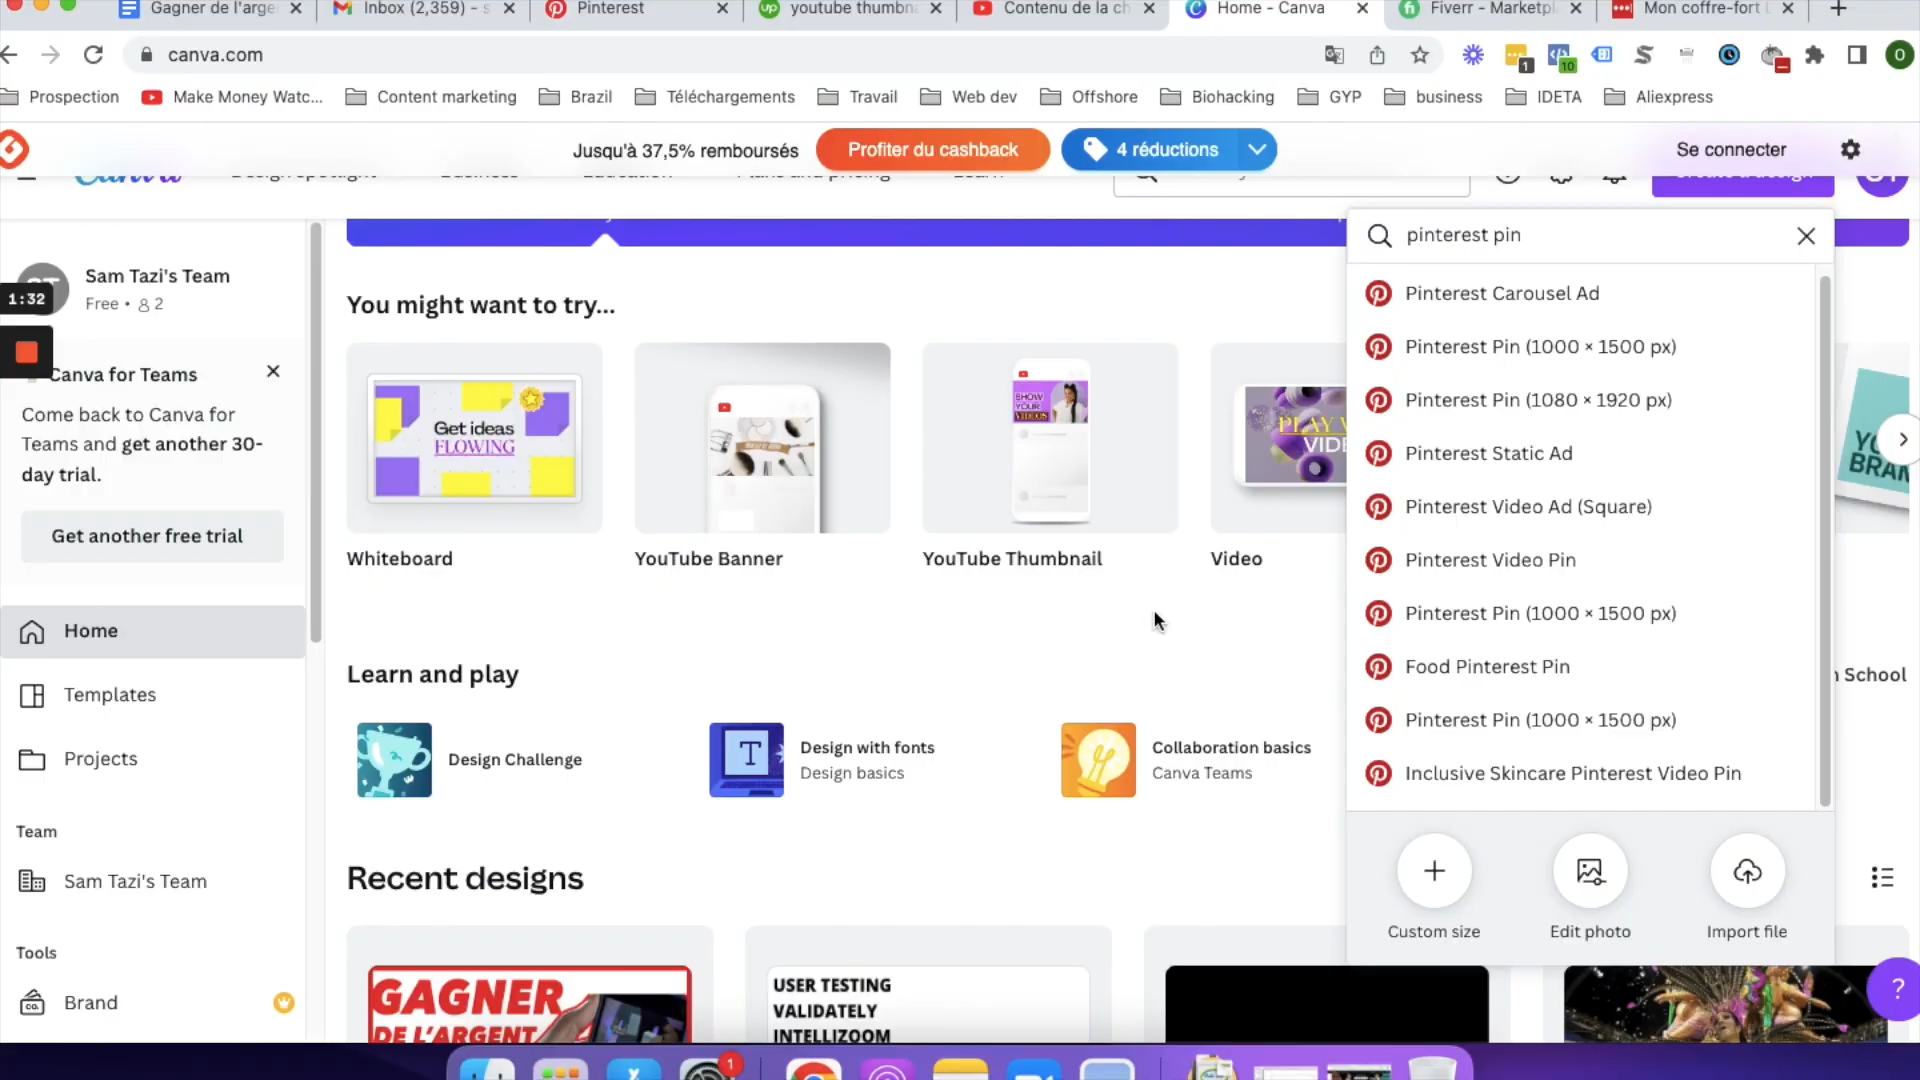 Gagner de l'arge
Inbox (2,359) - s
Pinterest
youtube thumbn
Contenu de la ch
Home - Canva
Fiverr - Marketpl
Mon coffre-fort L
canva.com
1
10
O
Prospection
Make Money Watc...
Content marketing
Brazil
Téléchargements
Travail
Web dev
Offshore
Biohacking
GYP
business
IDETA
Aliexpress
Jusqu'à 37,5% remboursés
Profiter du cashback
4 réductions
Se connecter
pinterest pin
Sam Tazi's Team
Free • 2
1:32
Canva for Teams
Come back to Canva for
Teams and get another 30-
day trial.
Get another free trial
Home
Templates
Projects
Team
Sam Tazi's Team
Tools
Brand
You might want to try...
Get ideas
FLOWING
SHOW
YOUR
VIDEOS
Whiteboard
YouTube Banner
YouTube Thumbnail
Video
Learn and play
Design Challenge
T
Design with fonts
Design basics
Collaboration basics
Canva Teams
School
Recent designs
GAGNER
DE L'ARGENT
USER TESTING
VALIDATELY
INTELLIZOOM
Pinterest Carousel Ad
Pinterest Pin (1000 × 1500 px)
Pinterest Pin (1080 × 1920 px)
Pinterest Static Ad
Pinterest Video Ad (Square)
Pinterest Video Pin
Pinterest Pin (1000 × 1500 px)
Food Pinterest Pin
Pinterest Pin (1000 × 1500 px)
Inclusive Skincare Pinterest Video Pin
Custom size
Edit photo
Import file
?
1